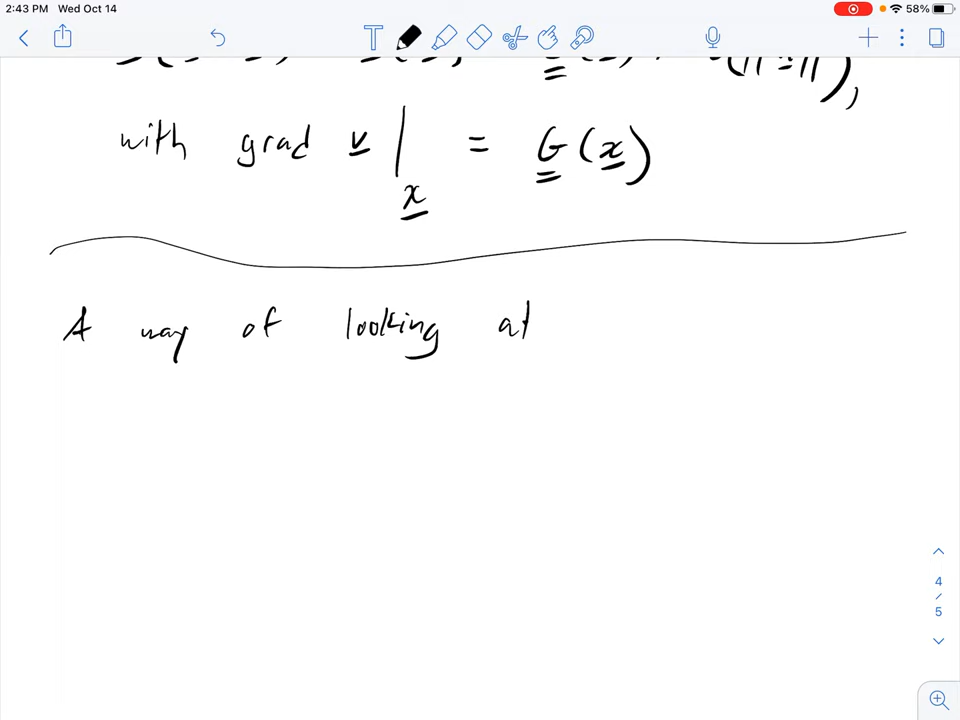 2:43 PM Wed Oct 14
58%
with grad v | = G(x)
x
A way of looking at
4
/
5